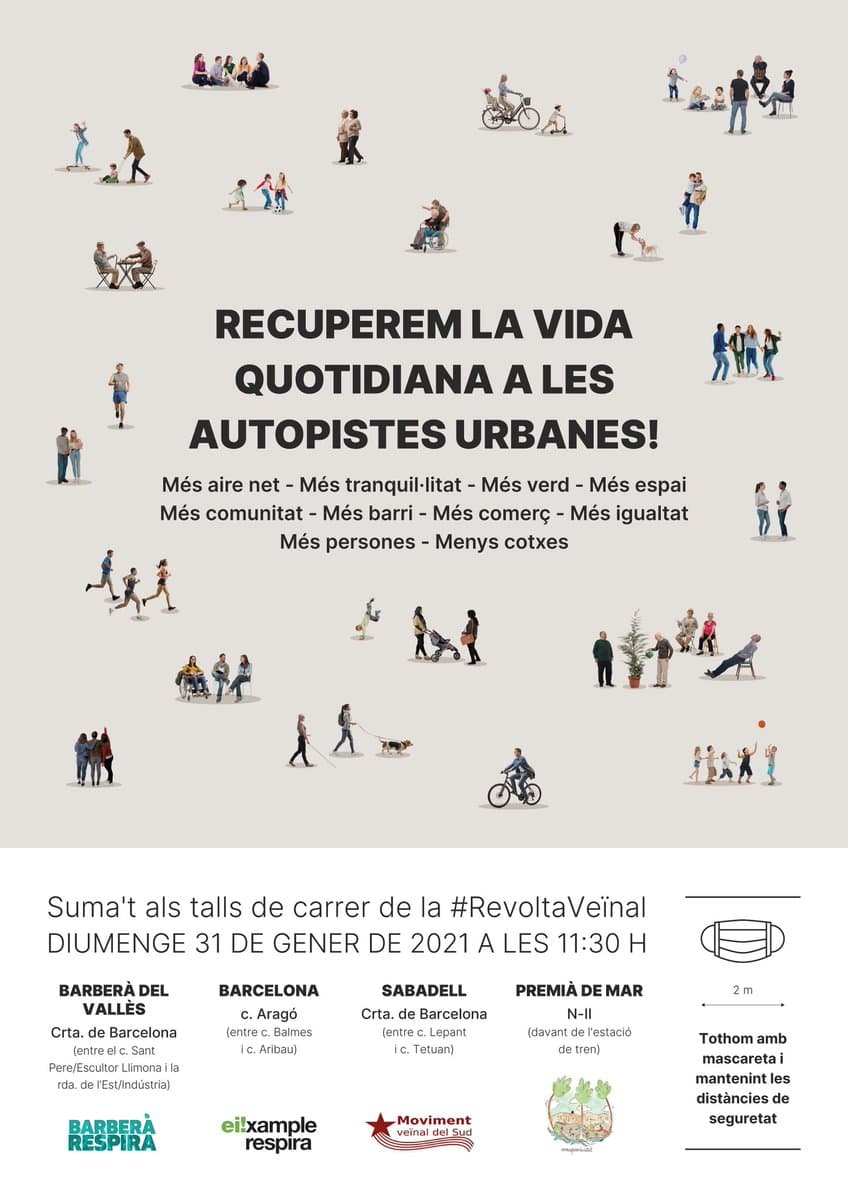 RECUPEREM LA VIDA
QUOTIDIANA A LES
AUTOPISTES URBANES!
Més aire net - Més tranquil·litat - Més verd - Més espai
Més comunitat - Més barri - Més comerç - Més igualtat
Més persones - Menys cotxes
Suma't als talls de carrer de la #RevoltaVeïnal
DIUMENGE 31 DE GENER DE 2021 A LES 11:30 H
BARBERÀ DEL
VALLÈS
Crta. de Barcelona
(entre el c. Sant
Pere/Escultor Llimona i la
rda. de l'Est/Indústria)
BARBERÀ
RESPIRA
BARCELONA
c. Aragó
(entre c. Balmes
i c. Aribau)
ei!xample
respira
SABADELL
Crta. de Barcelona
(entre c. Lepant
i c. Tetuan)
Moviment
veïnal del Sud
PREMIÀ DE MAR
N-II
(davant de l'estació
de tren)
2 m
Tothom amb
mascareta i
mantenint les
distàncies de
seguretat